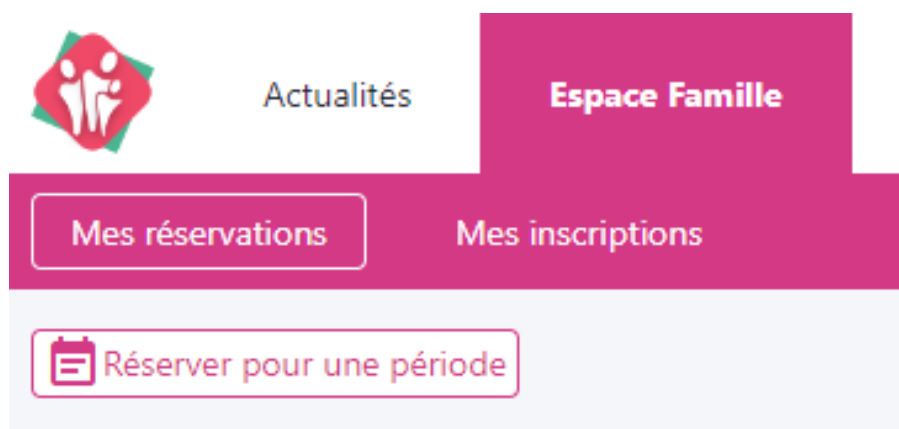 Actualités Espace Famille
Mes réservations Mes inscriptions
Réserver pour une période